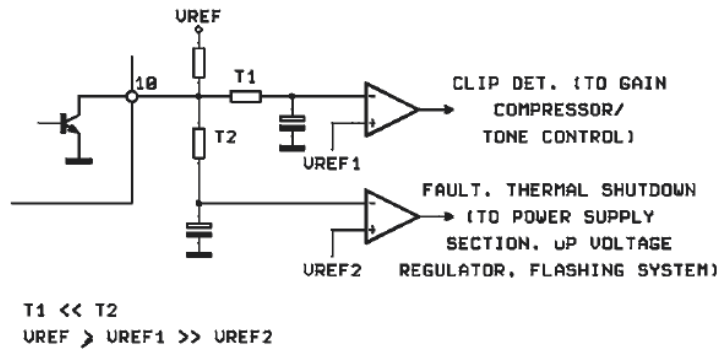 VREF
10
T1
CLIP DET. (TO GAIN
COMPRESSOR/
TONE CONTROL)
T2
VREF1
FAULT. THERMAL SHUTDOWN
(TO POWER SUPPLY
SECTION. uP VOLTAGE
REGULATOR, FLASHING SYSTEM)
VREF2
T1 << T2
VREF > VREF1 >> VREF2